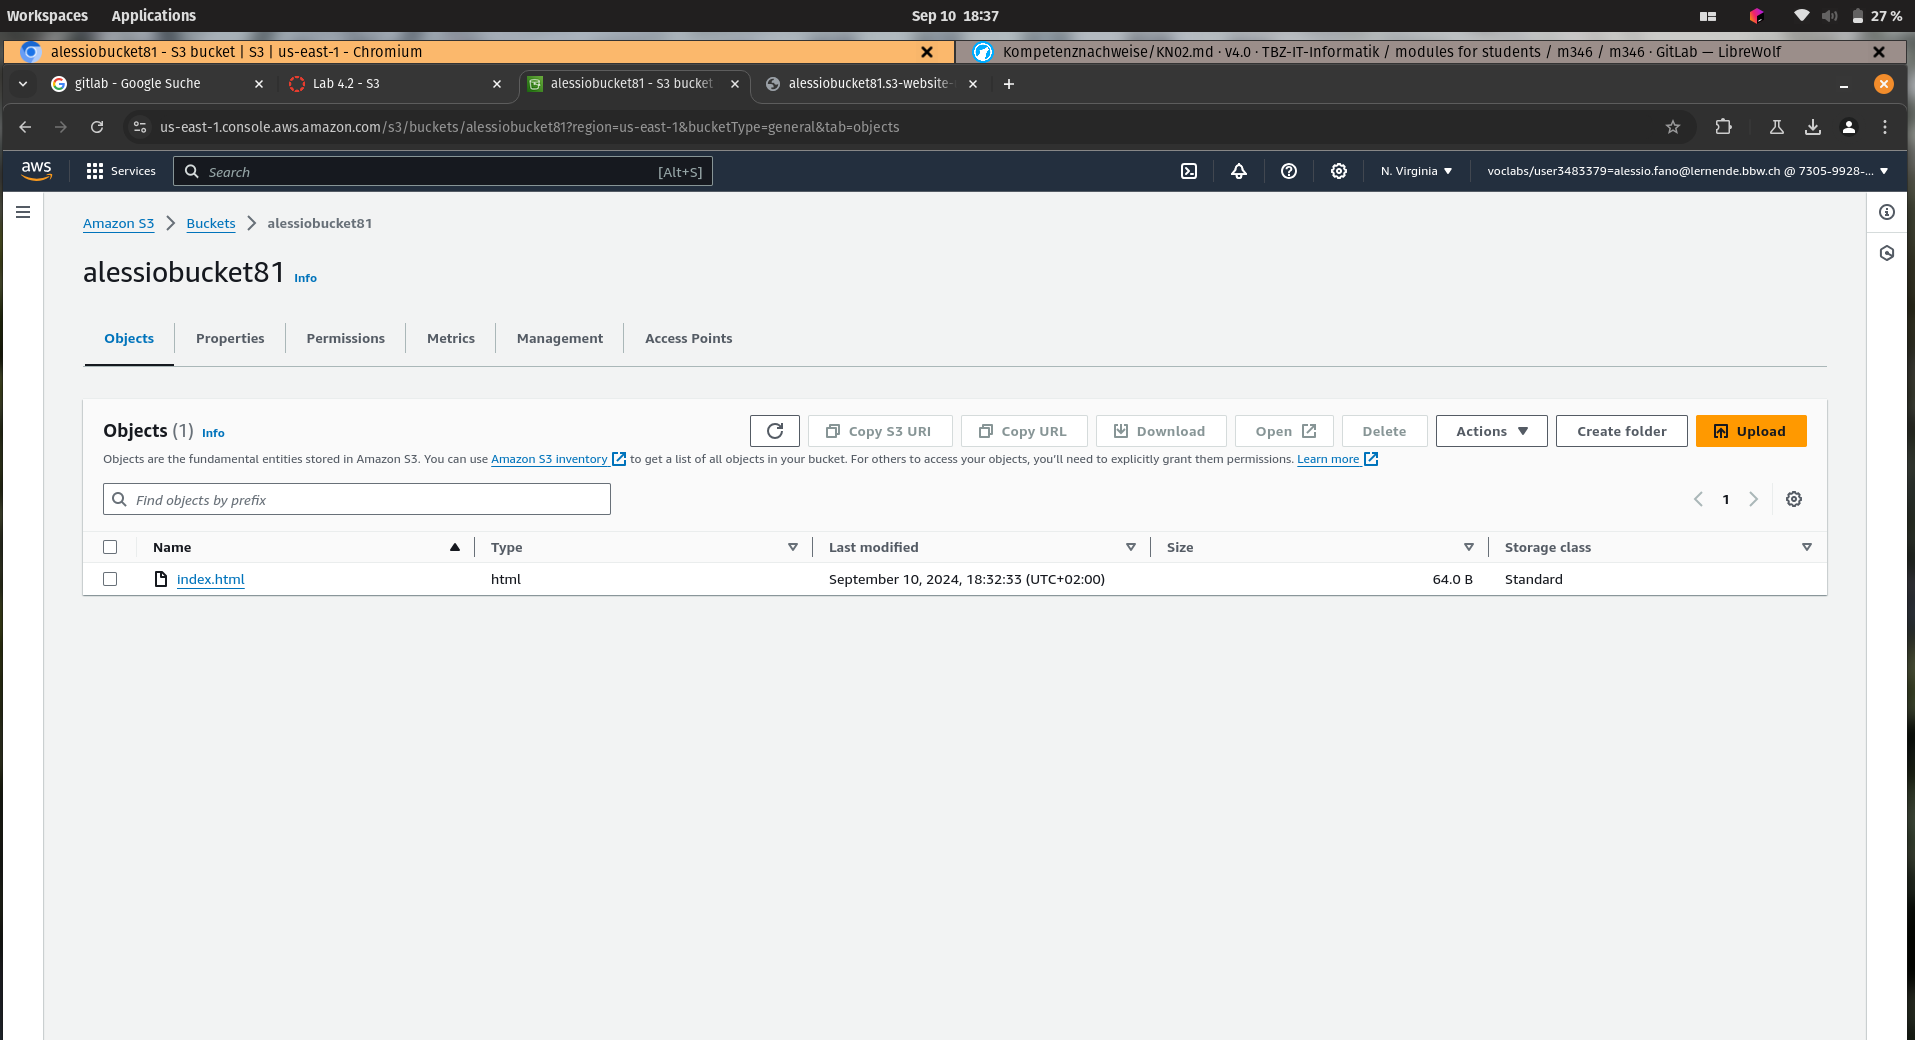 Workspaces Applications Sep 10 18:37 27 %
alessiobucket81 - S3 bucket | S3 | us-east-1 - Chromium Kompetenznachweise/KN02.md · v4.0 · TBZ-IT-Informatik / modules for students / m346 / m346 · GitLab — LibreWolf
gitlab - Google Suche Lab 4.2 - S3 alessiobucket81 - S3 bucket alessiobucket81.s3-website-
us-east-1.console.aws.amazon.com/s3/buckets/alessiobucket81?region=us-east-1&bucketType=general&tab=objects
aws Services Search [Alt+S] N. Virginia voclabs/user3483379=alessio.fano@lernende.bbw.ch @ 7305-9928-...
Amazon S3 Buckets alessiobucket81
alessiobucket81 Info
Objects Properties Permissions Metrics Management Access Points
Objects (1) Info Copy S3 URI Copy URL Download Open Delete Actions Create folder Upload
Objects are the fundamental entities stored in Amazon S3. You can use Amazon S3 inventory to get a list of all objects in your bucket. For others to access your objects, you'll need to explicitly grant them permissions. Learn more
Find objects by prefix 1
Name Type Last modified Size Storage class
index.html html September 10, 2024, 18:32:33 (UTC+02:00) 64.0 B Standard